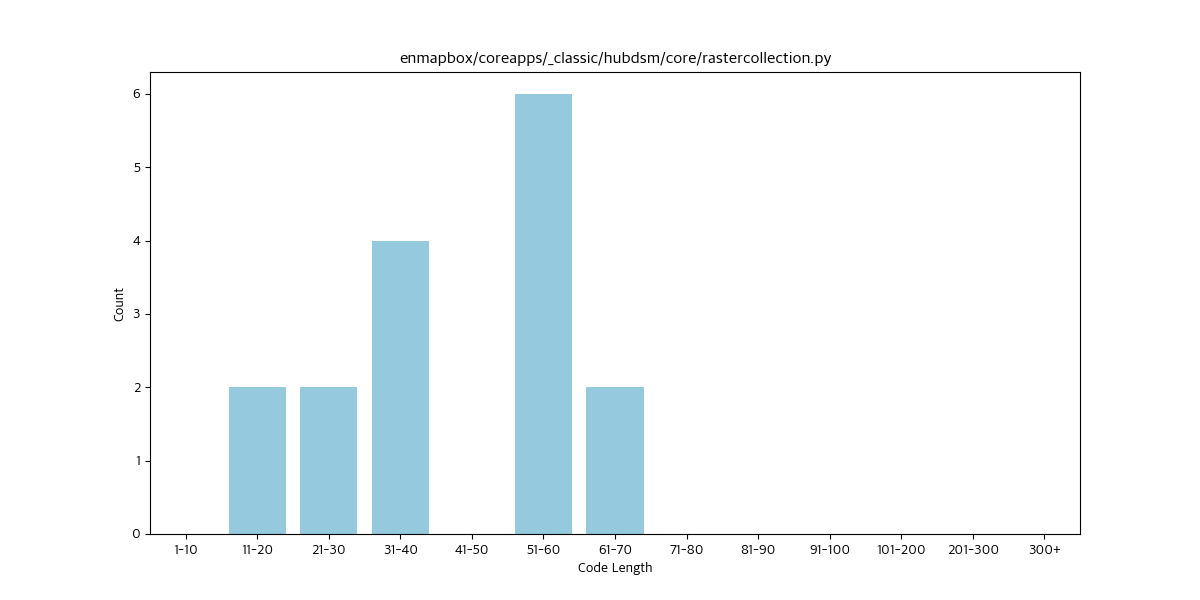 enmapbox/coreapps/_classic/hubdsm/core/rastercollection.py
6
5
4
3
2
1
0
Count
1-10 11-20 21-30 31-40 41-50 51-60 61-70 71-80 81-90 91-100 101-200 201-300 300+
Code Length